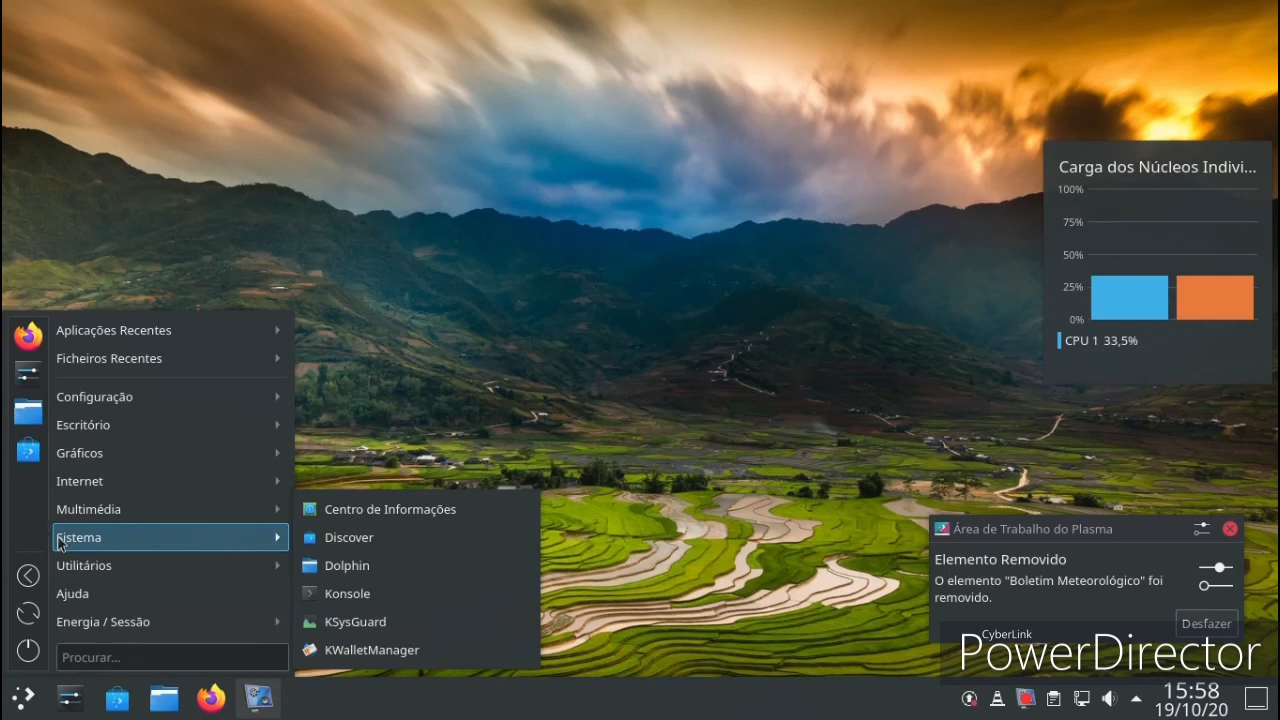 Carga dos Núcleos Indivi...
100%
75%
50%
25%
0%
CPU 1 33,5%
Aplicações Recentes
Ficheiros Recentes
Configuração
Escritório
Gráficos
Internet
Multimédia
Sistema
Utilitários
Ajuda
Energia / Sessão
Procurar...
Centro de Informações
Discover
Dolphin
Konsole
KSysGuard
KWalletManager
Área de Trabalho do Plasma
Elemento Removido
O elemento "Boletim Meteorológico" foi
removido.
Desfazer
CyberLink
PowerDirector
15:58
19/10/20